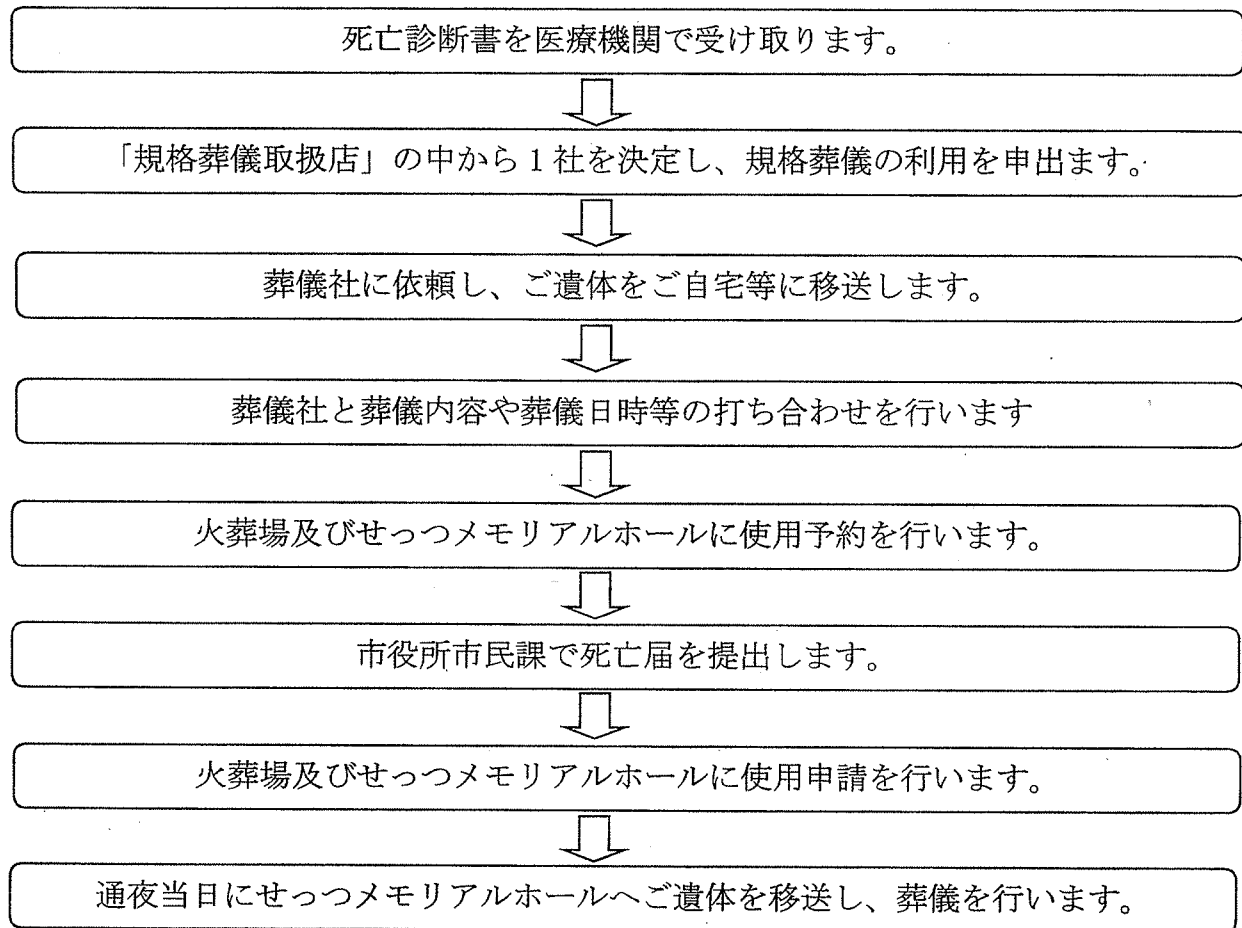 死亡診断書を医療機関で受け取ります。
「規格葬儀取扱店」の中から1社を決定し、規格葬儀の利用を申出ます。
葬儀社に依頼し、ご遺体をご自宅等に移送します。
葬儀社と葬儀内容や葬儀日時等の打ち合わせを行います
火葬場及びせっつメモリアルホールに使用予約を行います。
市役所市民課で死亡届を提出します。
火葬場及びせっつメモリアルホールに使用申請を行います。
通夜当日にせっつメモリアルホールへご遺体を移送し、葬儀を行います。